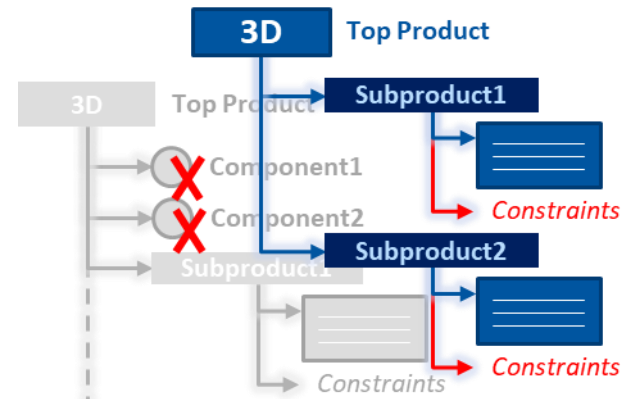 3D
Top Product
Subproduct1
Constraints
Subproduct2
Constraints
3D
Top Product
Component1
Component2
Subproduct1
Constraints